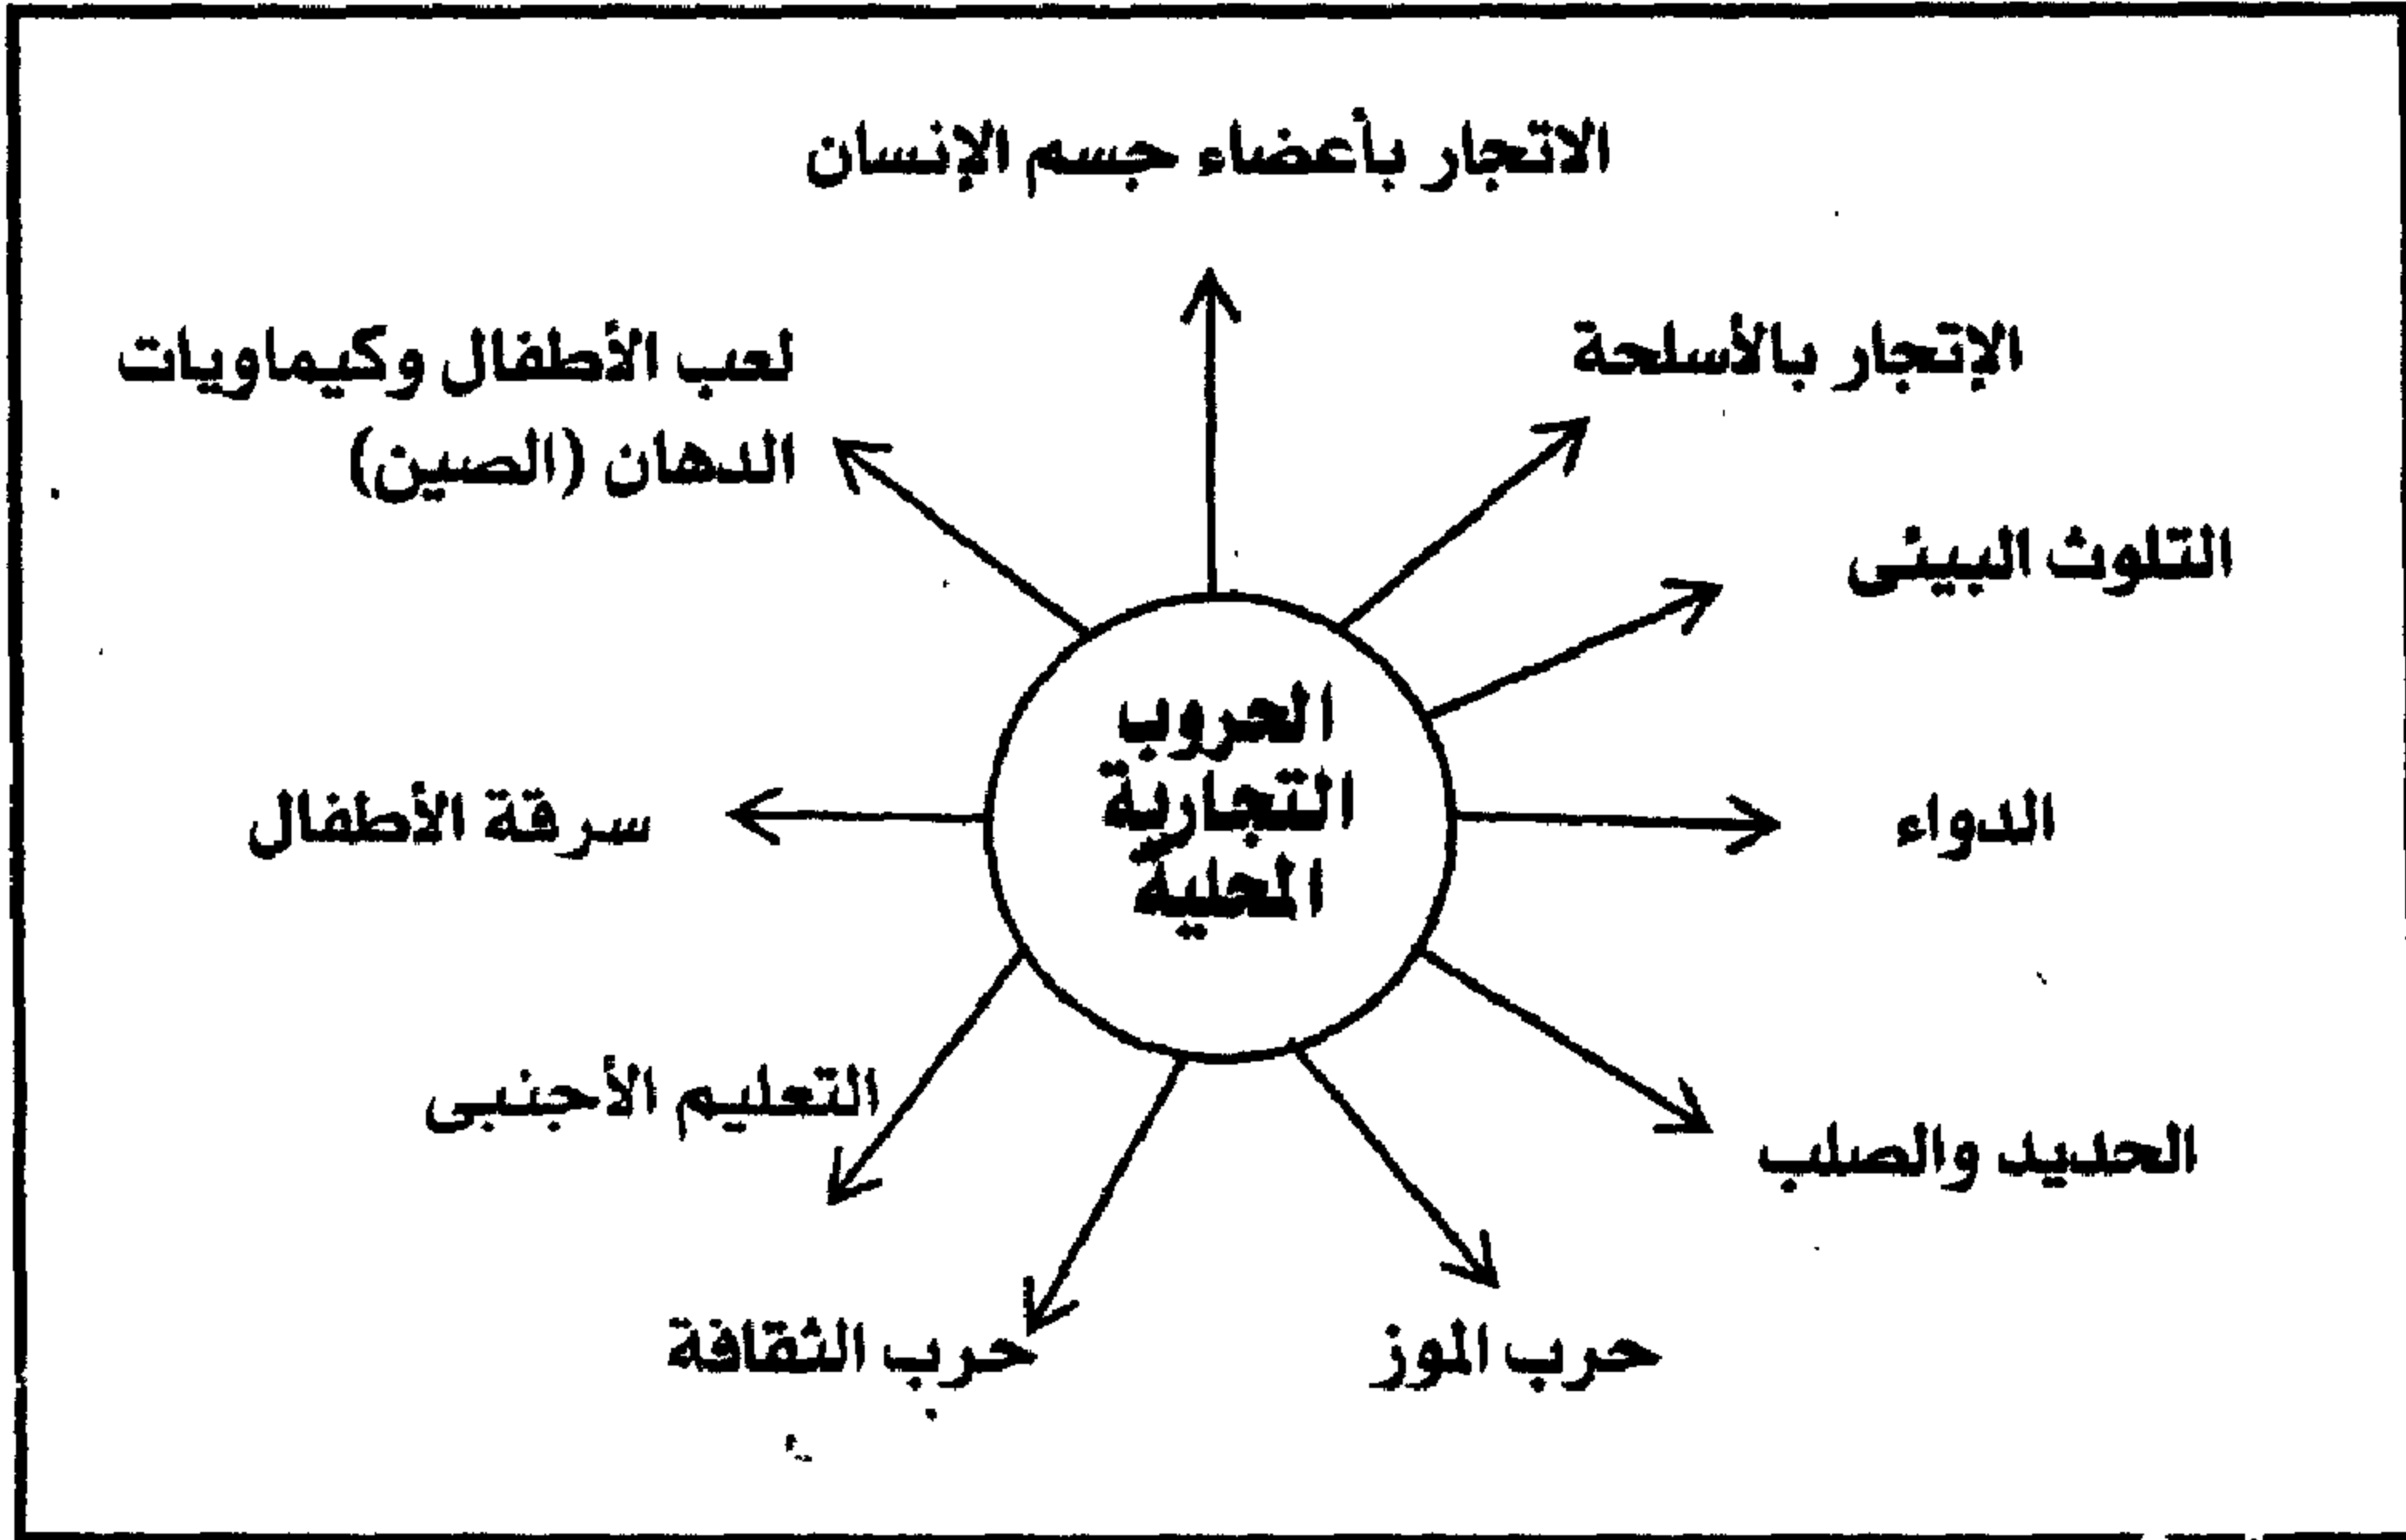 الاتجار بأعضاء جسم الإنسان
الإتجار بالأسلحة
لعب الأطفال وكيماويات
الدهان (الصين)
التلوث البيئى
الحروب
التجارية
المحلية
سرقة الأطفال
الدواء
التعليم الأجنبى
الحديد والصلب
حرب الثقافة
حرب الموز